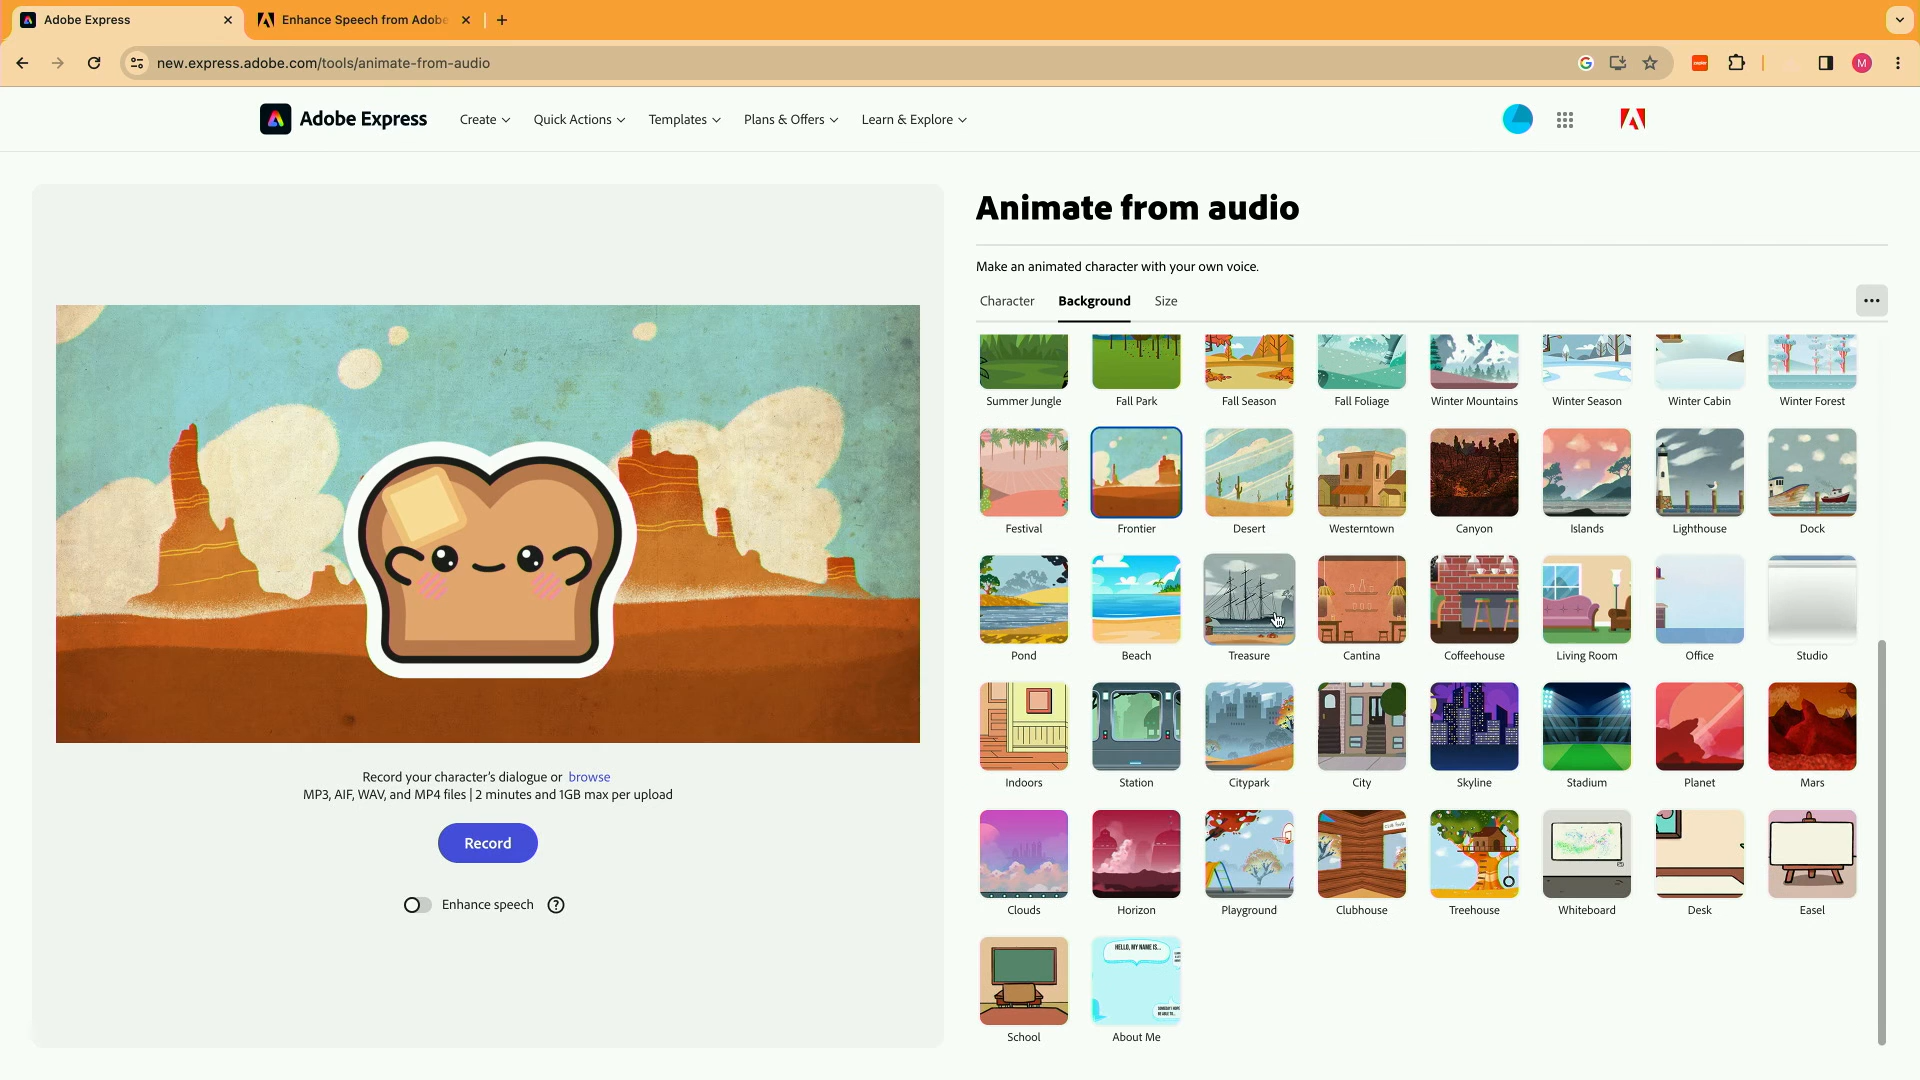 Adobe Express
Enhance Speech from Adobe
new.express.adobe.com/tools/animate-from-audio
M
Adobe Express
Create
Quick Actions
Templates
Plans & Offers
Learn & Explore
Animate from audio
Make an animated character with your own voice.
Character
Background
Size
Summer Jungle
Fall Park
Fall Season
Fall Foliage
Winter Mountains
Winter Season
Winter Cabin
Winter Forest
Festival
Frontier
Desert
Westerntown
Canyon
Islands
Lighthouse
Dock
Pond
Beach
Treasure
Cantina
Coffeehouse
Living Room
Office
Studio
Indoors
Station
Citypark
City
Skyline
Stadium
Planet
Mars
Clouds
Horizon
Playground
Clubhouse
Treehouse
Whiteboard
Desk
Easel
HELLO, MY NAME IS...
School
About Me
Record your character's dialogue or browse
MP3, AIF, WAV, and MP4 files | 2 minutes and 1GB max per upload
Record
Enhance speech ?